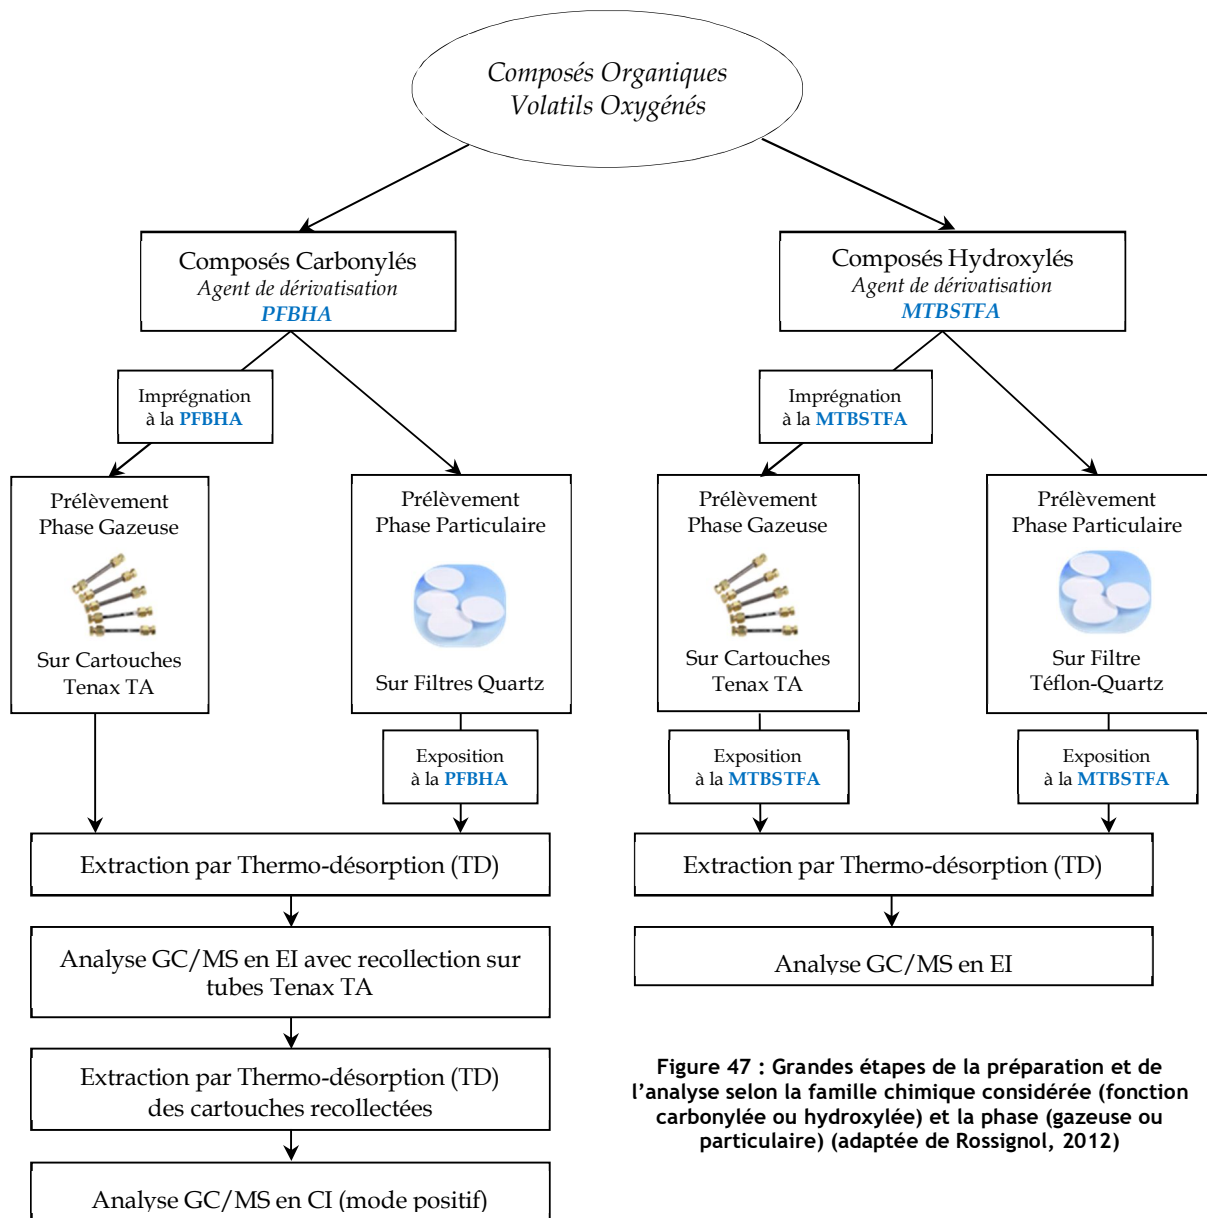 Composés Organiques
Volatils Oxygénés
Composés Carbonylés
Agent de dérivatisation
PFBHA
Composés Hydroxylés
Agent de dérivatisation
MTBSTFA
Imprégnation
à la PFBHA
Imprégnation
à la MTBSTFA
Prélèvement
Phase Gazeuse
Sur Cartouches
Tenax TA
Prélèvement
Phase Particulaire
Sur Filtres Quartz
Prélèvement
Phase Gazeuse
Sur Cartouches
Tenax TA
Prélèvement
Phase Particulaire
Sur Filtre
Téflon-Quartz
Exposition
à la PFBHA
Exposition
à la MTBSTFA
Exposition
à la MTBSTFA
Extraction par Thermo-désorption (TD)
Extraction par Thermo-désorption (TD)
Analyse GC/MS en EI avec recollection sur
tubes Tenax TA
Analyse GC/MS en EI
Extraction par Thermo-désorption (TD)
des cartouches recollectées
Analyse GC/MS en CI (mode positif)
Figure 47 : Grandes étapes de la préparation et de
l'analyse selon la famille chimique considérée (fonction
carbonylée ou hydroxylée) et la phase (gazeuse ou
particulaire) (adaptée de Rossignol, 2012)